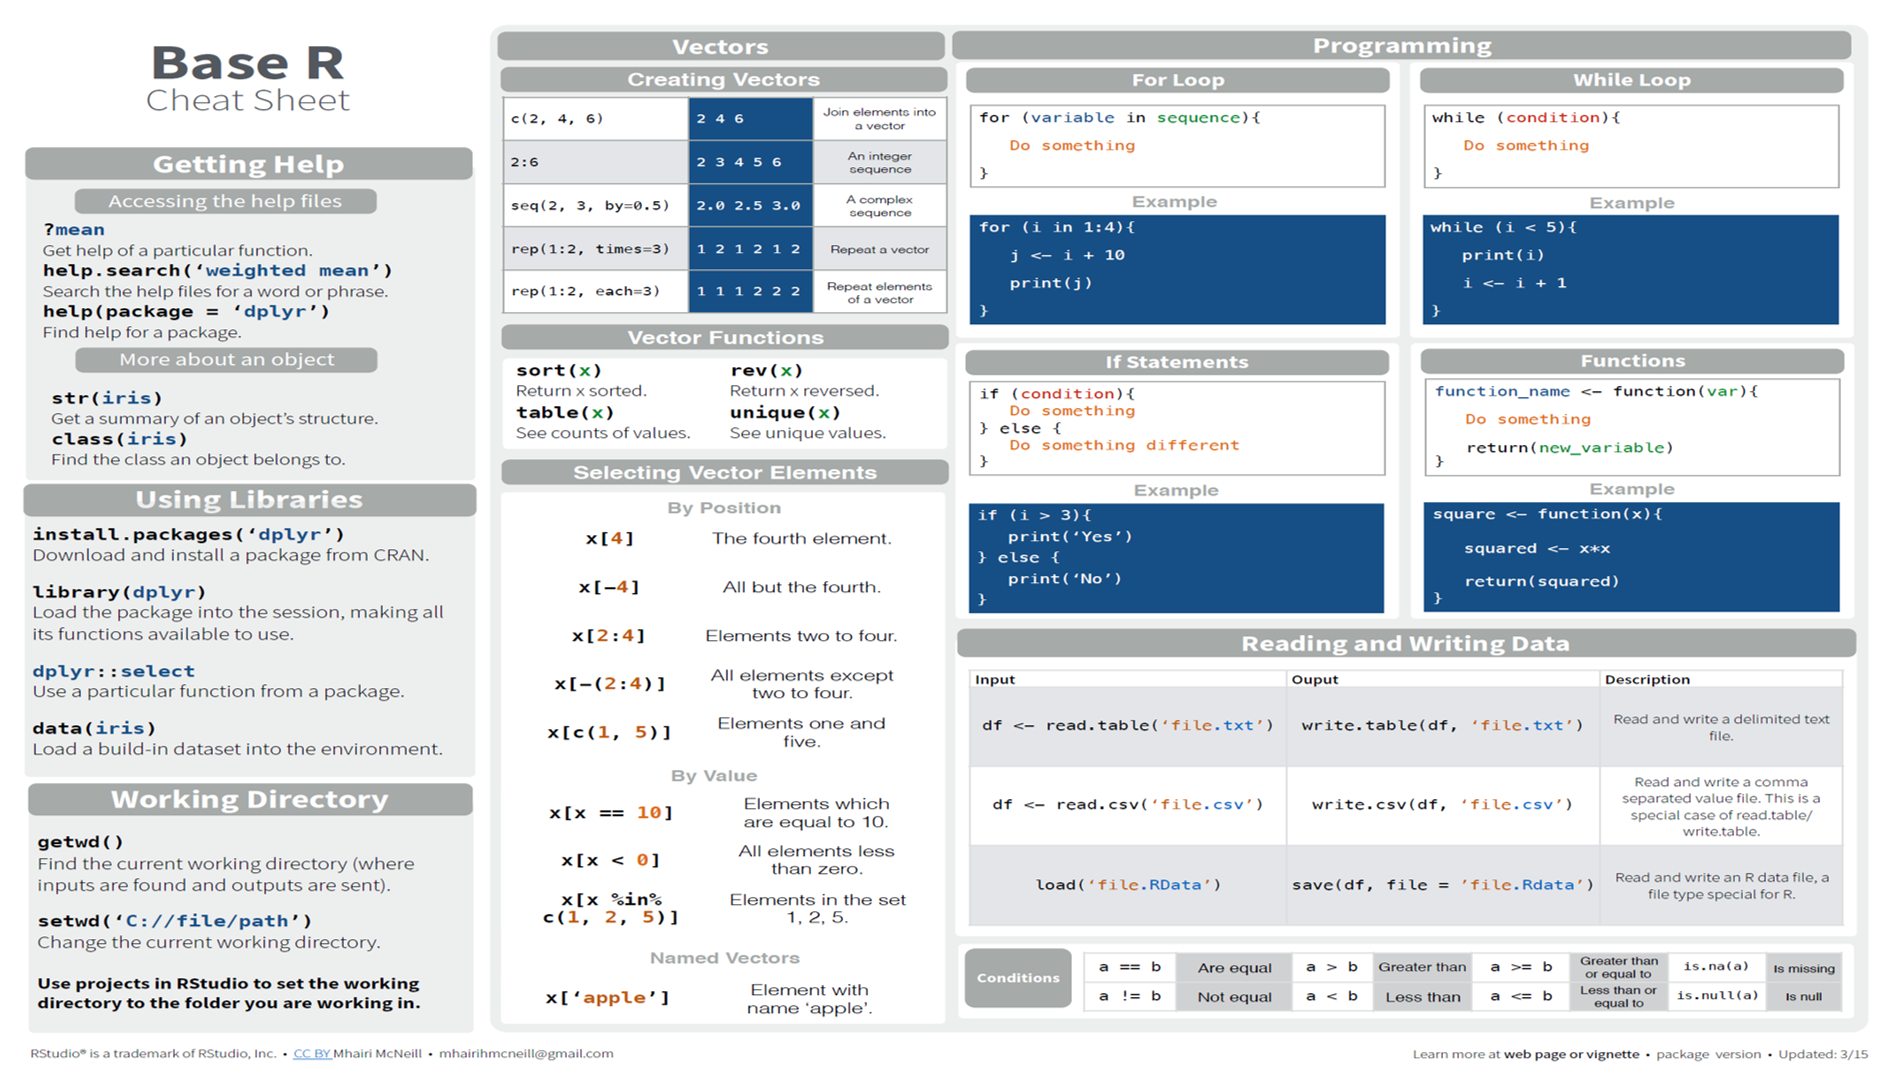 Base R
Cheat Sheet
Getting Help
Accessing the help files
?mean
Get help of a particular function.
help.search(‘weighted mean’)
Search the help files for a word or phrase.
help(package = ‘dplyr’)
Find help for a package.
More about an object
str(iris)
Get a summary of an object’s structure.
class(iris)
Find the class an object belongs to.
Using Libraries
install.packages(‘dplyr’)
Download and install a package from CRAN.
library(dplyr)
Load the package into the session, making all
its functions available to use.
dplyr::select
Use a particular function from a package.
data(iris)
Load a build-in dataset into the environment.
Working Directory
getwd()
Find the current working directory (where
inputs are found and outputs are sent).
setwd(‘C://file/path’)
Change the current working directory.
Use projects in RStudio to set the working
directory to the folder you are working in.
Vectors
Creating Vectors
c(2, 4, 6) 2 4 6 Join elements into
a vector
2:6 2 3 4 5 6 An integer
sequence
seq(2, 3, by=0.5) 2.0 2.5 3.0 A complex
sequence
rep(1:2, times=3) 1 2 1 2 1 2 Repeat a vector
rep(1:2, each=3) 1 1 1 2 2 2 Repeat elements
of a vector
Vector Functions
sort(x) rev(x)
Return x sorted. Return x reversed.
table(x) unique(x)
See counts of values. See unique values.
Selecting Vector Elements
By Position
x[4] The fourth element.
x[-4] All but the fourth.
x[2:4] Elements two to four.
x[-(2:4)] All elements except
two to four.
x[c(1, 5)] Elements one and
five.
By Value
x[x == 10] Elements which
are equal to 10.
x[x < 0] All elements less
than zero.
x[x %in%
c(1, 2, 5)] Elements in the set
1, 2, 5.
Named Vectors
x[‘apple’] Element with
name ‘apple’.
Programming
For Loop
for (variable in sequence){
Do something
}
Example
for (i in 1:4){
j <- i + 10
print(j)
}
While Loop
while (condition){
Do something
}
Example
while (i < 5){
print(i)
i <- i + 1
}
If Statements
if (condition){
Do something
} else {
Do something different
}
Example
if (i > 3){
print(‘Yes’)
} else {
print(‘No’)
}
Functions
function_name <- function(var){
Do something
return(new_variable)
}
Example
square <- function(x){
squared <- x*x
return(squared)
}
Reading and Writing Data
Input Ouput Description
df <- read.table(‘file.txt’) write.table(df, ‘file.txt’) Read and write a delimited text
file.
df <- read.csv(‘file.csv’) write.csv(df, ‘file.csv’) Read and write a comma
separated value file. This is a
special case of read.table/
write.table.
load(‘file.RData’) save(df, file = ’file.Rdata’) Read and write an R data file, a
file type special for R.
Conditions
a == b Are equal a > b Greater than a >= b Greater than
or equal to is.na(a) Is missing
a != b Not equal a < b Less than a <= b Less than or
equal to is.null(a) Is null
RStudio® is a trademark of RStudio, Inc. • CC BY Mhairi McNeill • mhairihmcneill@gmail.com
Learn more at web page or vignette • package version • Updated: 3/15